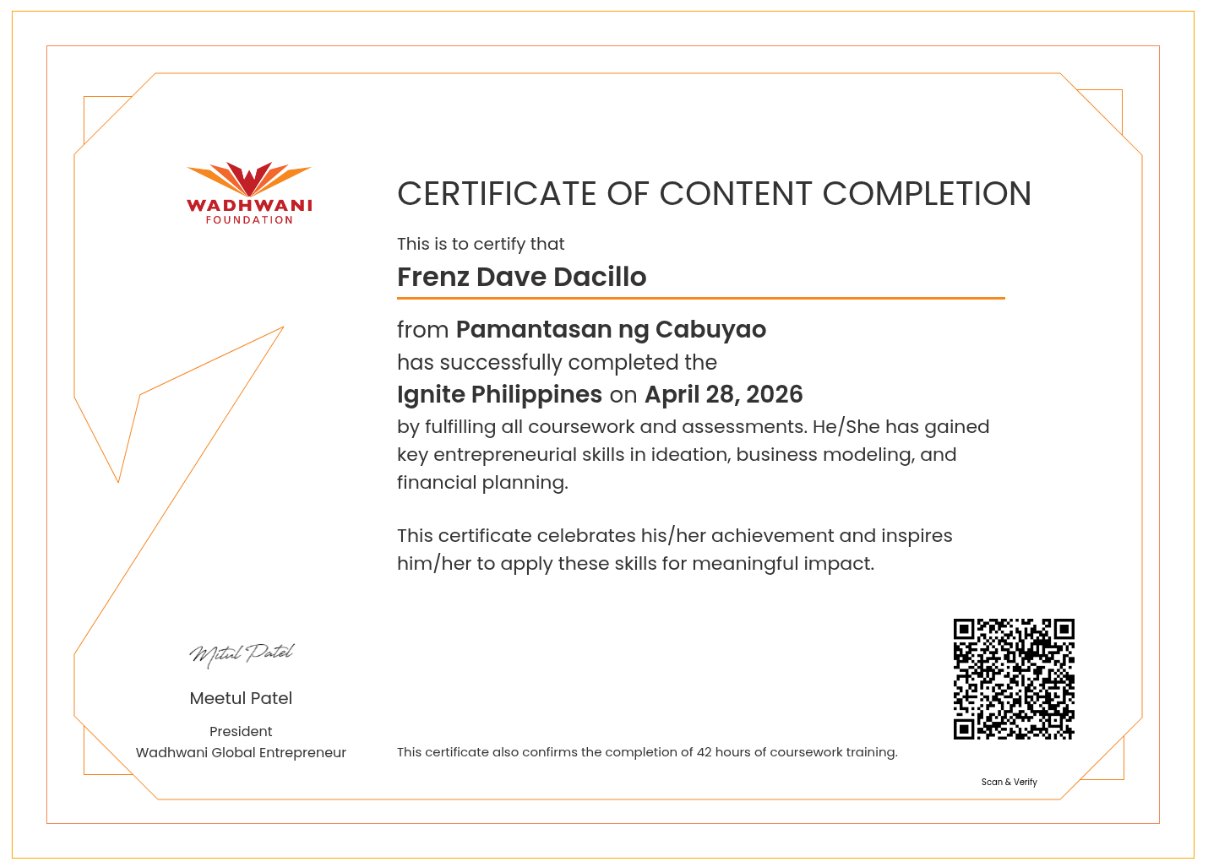 WADHWANI
FOUNDATION
CERTIFICATE OF CONTENT COMPLETION
This is to certify that
Frenz Dave Dacillo
from Pamantasan ng Cabuyao
has successfully completed the
Ignite Philippines on April 28, 2026
by fulfilling all coursework and assessments. He/She has gained
key entrepreneurial skills in ideation, business modeling, and
financial planning.
This certificate celebrates his/her achievement and inspires
him/her to apply these skills for meaningful impact.
Mitul Patel
Meetul Patel
President
Wadhwani Global Entrepreneur
This certificate also confirms the completion of 42 hours of coursework training.
Scan & Verify